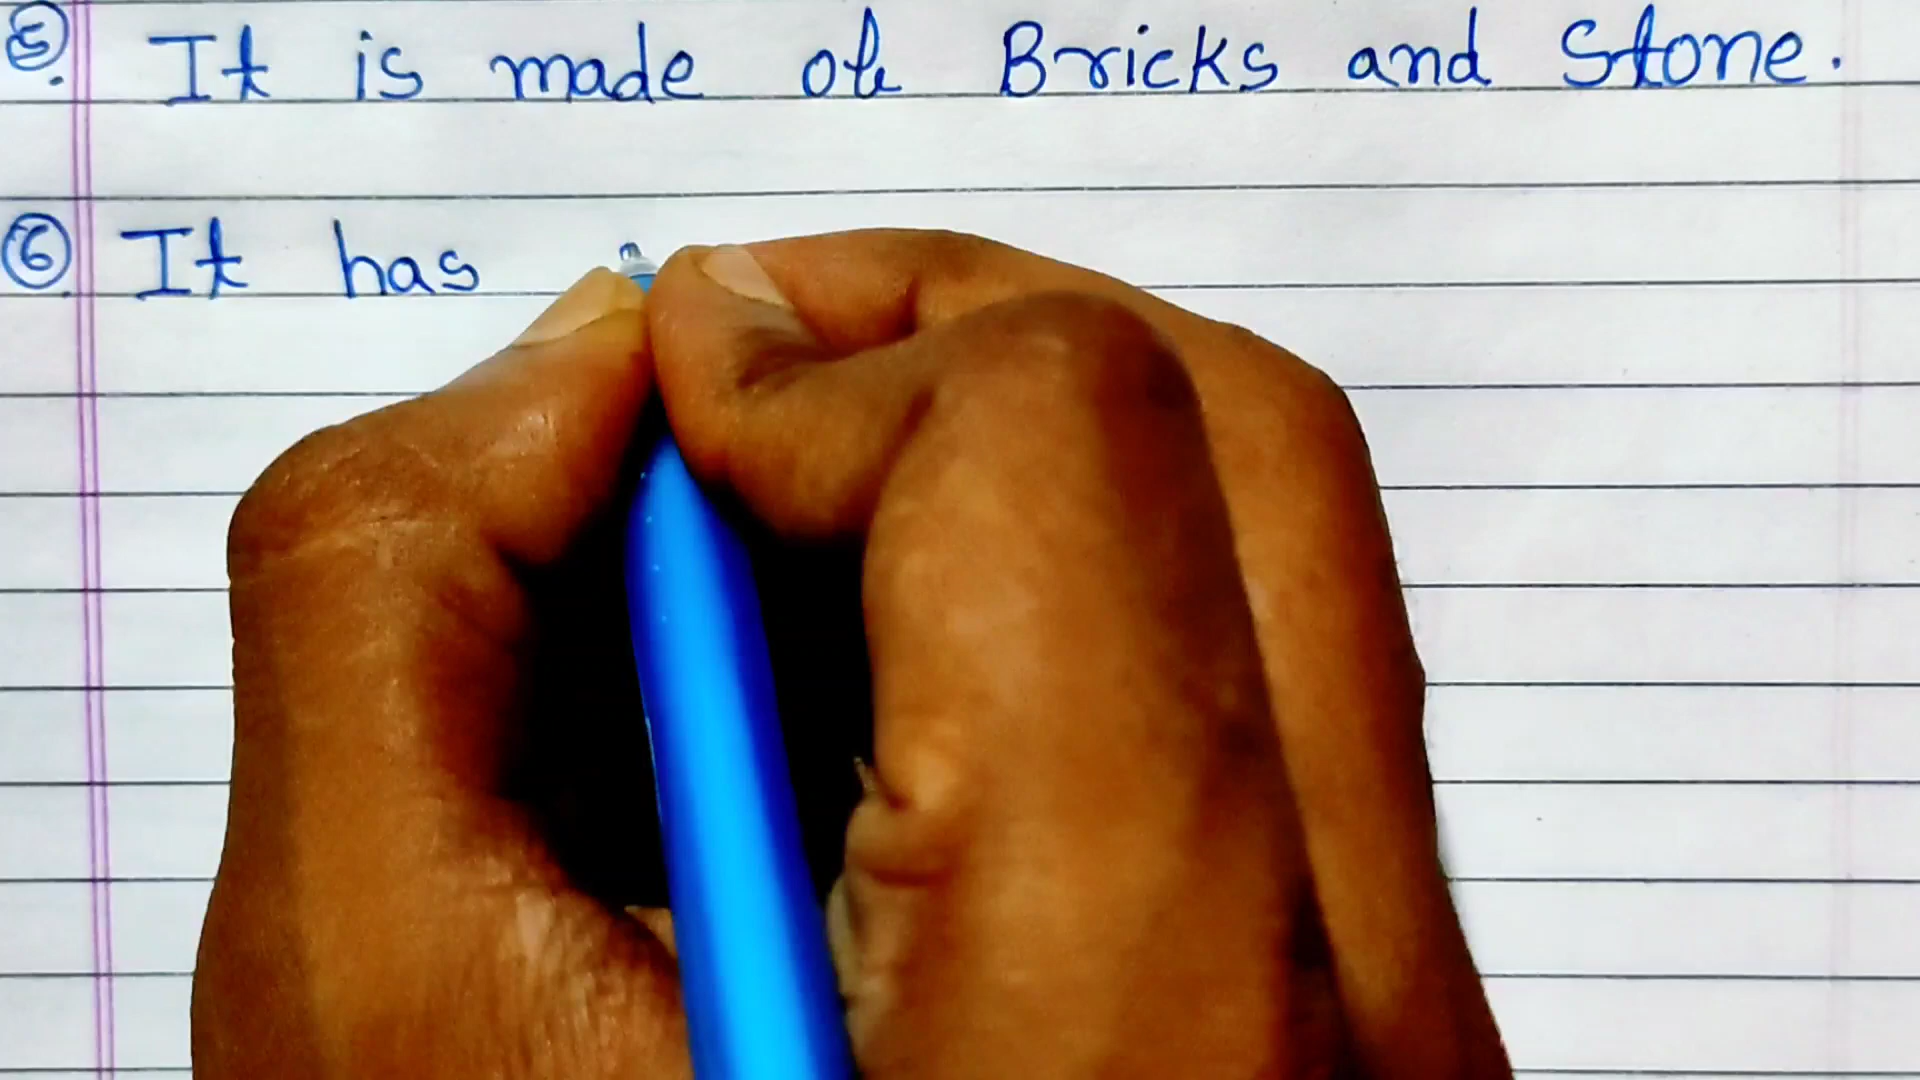 5. It is made of Bricks and Stone.
6. It has